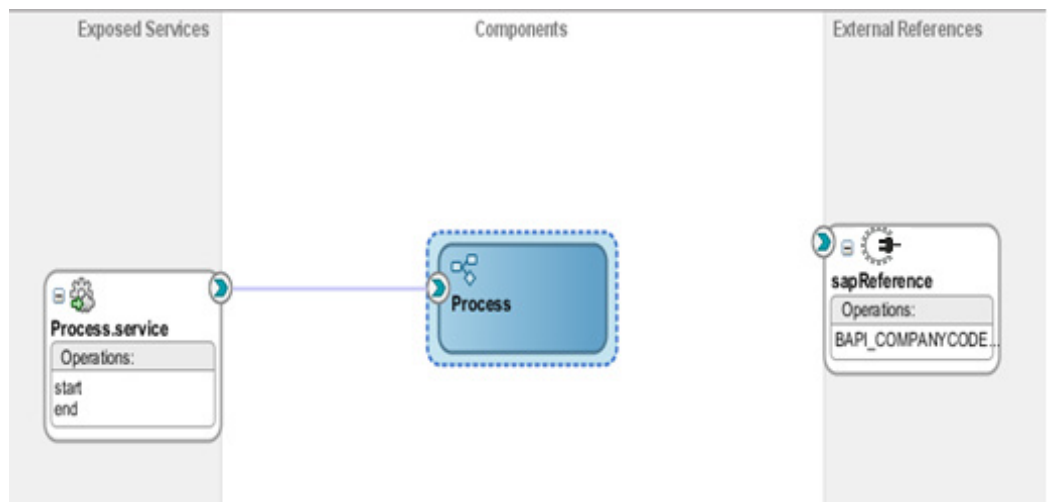 Exposed Services
Components
External References
Process.service
Operations:
start
end
Process
sapReference
Operations:
BAPI_COMPANYCODE...